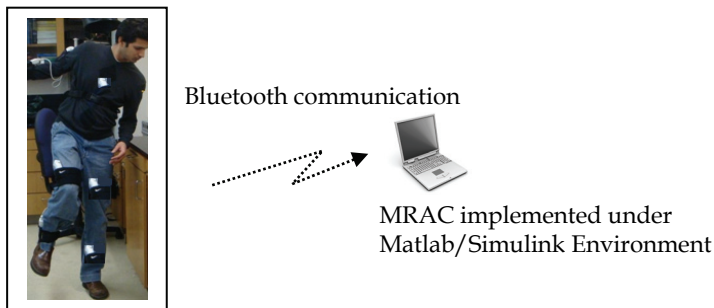 Bluetooth communication
MRAC implemented under
Matlab/Simulink Environment